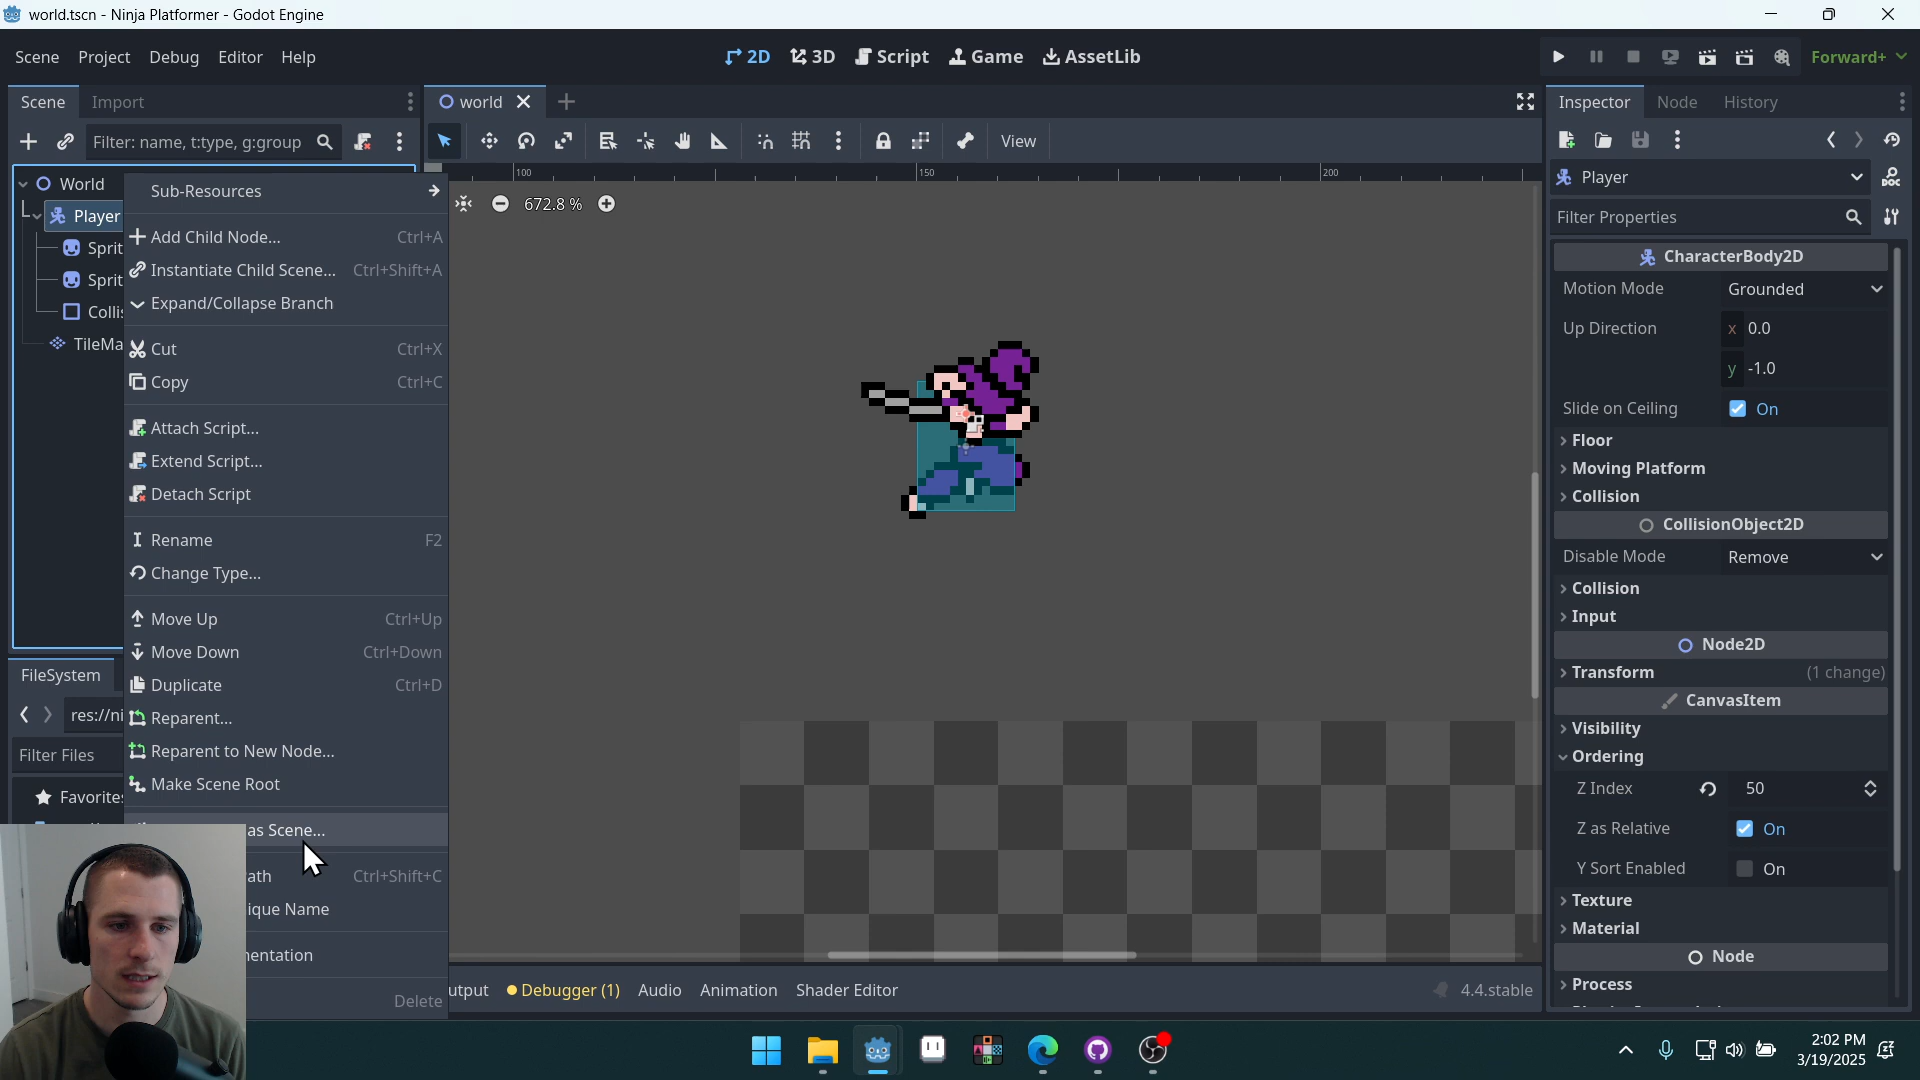 world.tscn - Ninja Platformer - Godot Engine
Scene Project Debug Editor Help
2D 3D Script Game AssetLib
Forward+
Scene Import
world
Inspector Node History
Filter: name, t:type, g:group
View
World
Player
Sprit
Sprit
Collis
TileMa
Sub-Resources
Add Child Node... Ctrl+A
Instantiate Child Scene... Ctrl+Shift+A
Expand/Collapse Branch
Cut Ctrl+X
Copy Ctrl+C
Attach Script...
Extend Script...
Detach Script
Rename F2
Change Type...
Move Up Ctrl+Up
Move Down Ctrl+Down
Duplicate Ctrl+D
Reparent...
Reparent to New Node...
Make Scene Root
as Scene...
ath Ctrl+Shift+C
ique Name
nentation
Delete
FileSystem
res://ni
Filter Files
Favorites
100 150 200
672.8 %
utput Debugger (1) Audio Animation Shader Editor
4.4.stable
Player
Filter Properties
CharacterBody2D
Motion Mode Grounded
Up Direction x 0.0
y -1.0
Slide on Ceiling On
Floor
Moving Platform
Collision
CollisionObject2D
Disable Mode Remove
Collision
Input
Node2D
Transform (1 change)
CanvasItem
Visibility
Ordering
Z Index 50
Z as Relative On
Y Sort Enabled On
Texture
Material
Node
Process
2:02 PM
3/19/2025